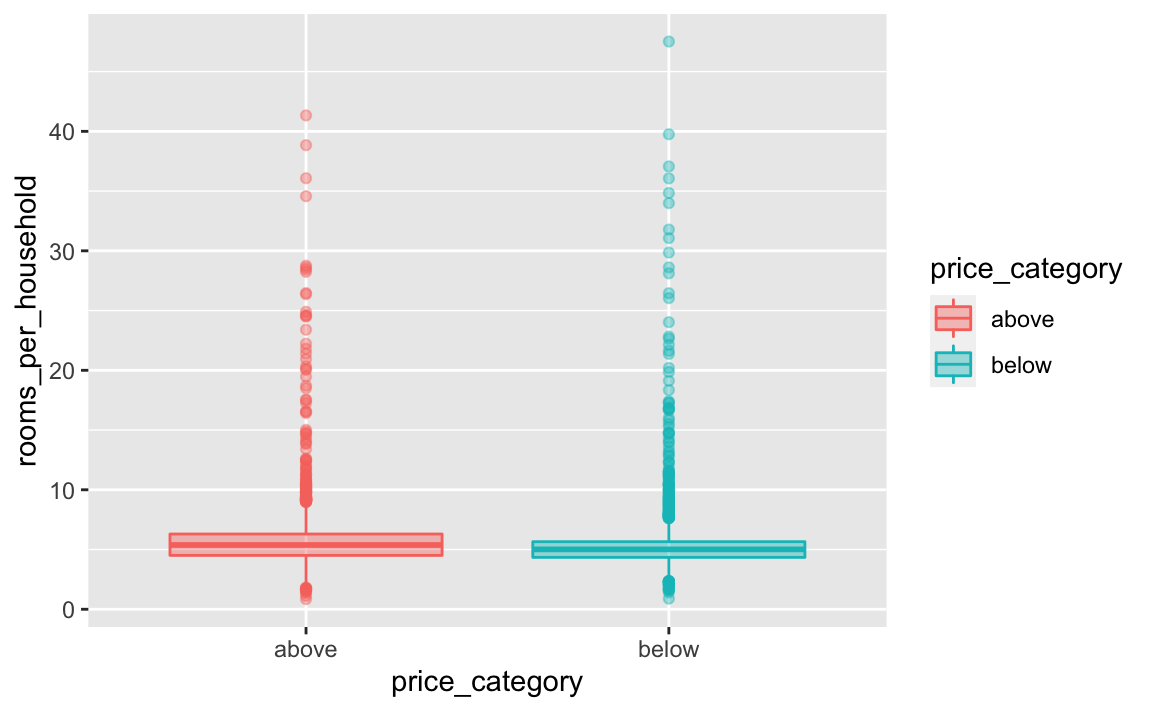 rooms_per_household
40
30
20
10
0
above
below
price_category
price_category
above
below